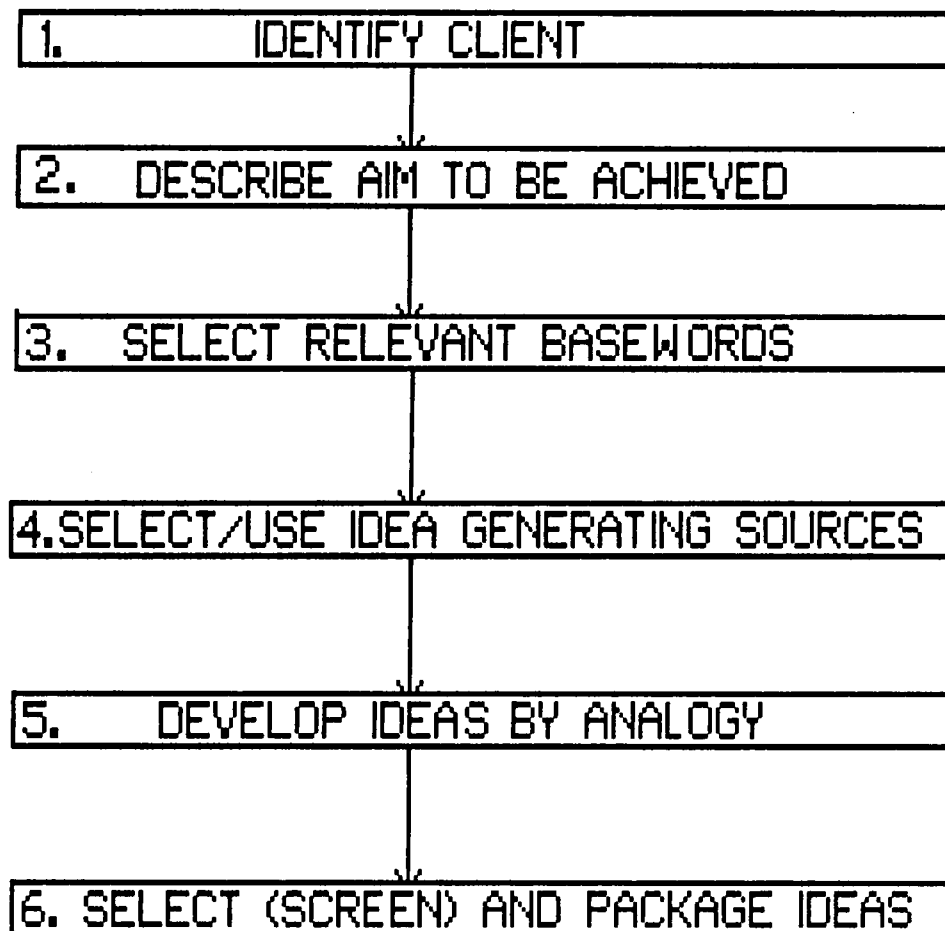 1. IDENTIFY CLIENT
2. DESCRIBE AIM TO BE ACHIEVED
3. SELECT RELEVANT BASEWORDS
4.SELECT/USE IDEA GENERATING SOURCES
5. DEVELOP IDEAS BY ANALOGY
6. SELECT (SCREEN) AND PACKAGE IDEAS